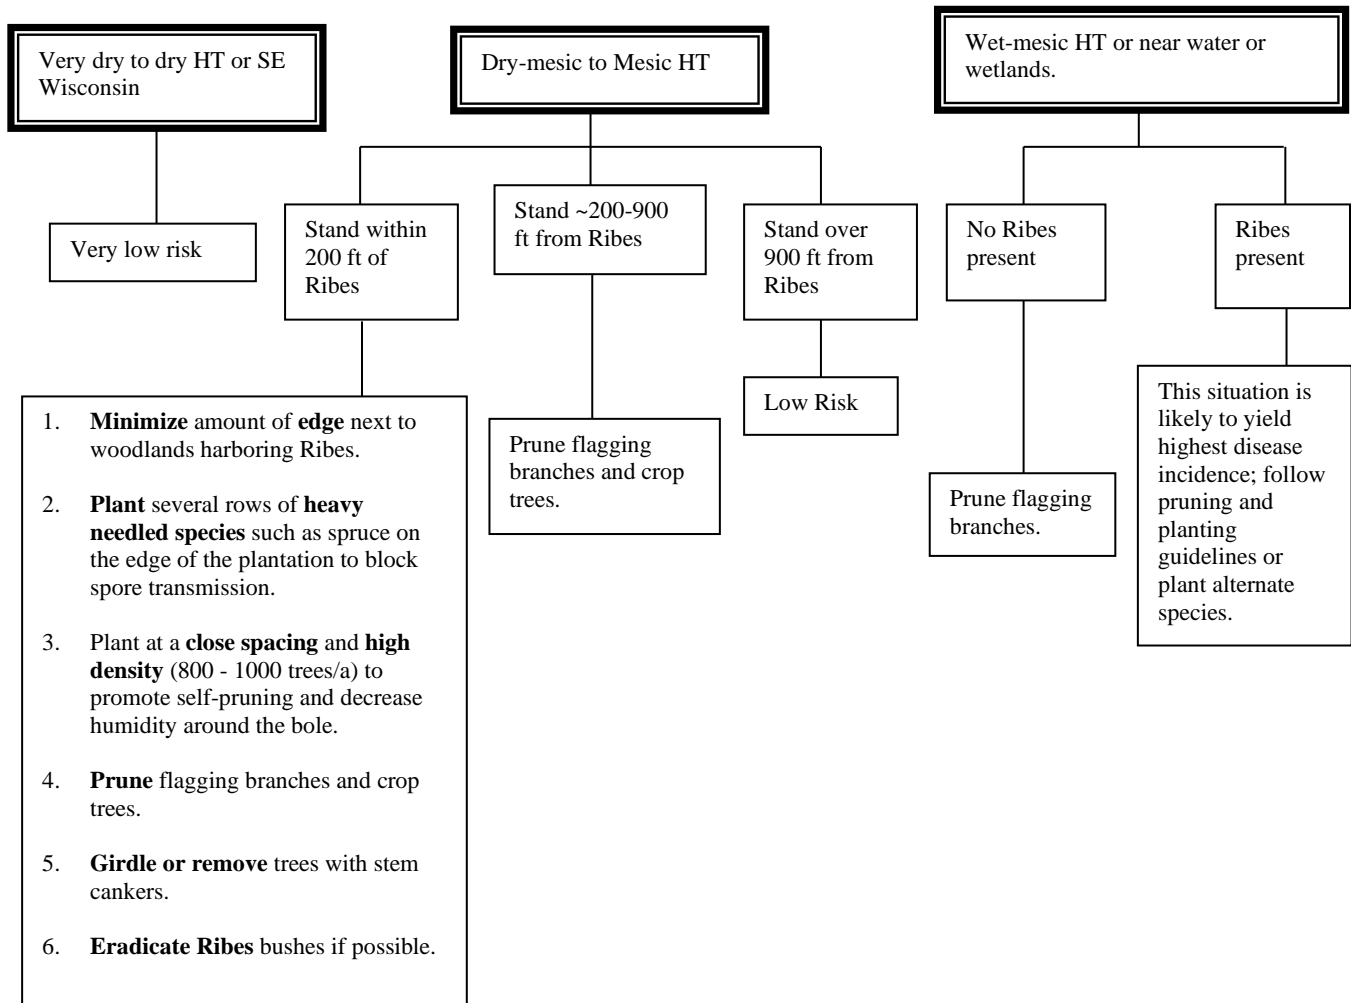 Very dry to dry HT or SE
Wisconsin
Dry-mesic to Mesic HT
Wet-mesic HT or near water or
wetlands.
Very low risk
Stand within
200 ft of
Ribes
Stand ~200-900
ft from Ribes
Stand over
900 ft from
Ribes
No Ribes
present
Ribes
present
1. Minimize amount of edge next to
woodlands harboring Ribes.
2. Plant several rows of heavy
needled species such as spruce on
the edge of the plantation to block
spore transmission.
3. Plant at a close spacing and high
density (800 - 1000 trees/a) to
promote self-pruning and decrease
humidity around the bole.
4. Prune flagging branches and crop
trees.
5. Girdle or remove trees with stem
cankers.
6. Eradicate Ribes bushes if possible.
Prune flagging
branches and crop
trees.
Low Risk
Prune flagging
branches.
This situation is
likely to yield
highest disease
incidence; follow
pruning and
planting
guidelines or
plant alternate
species.